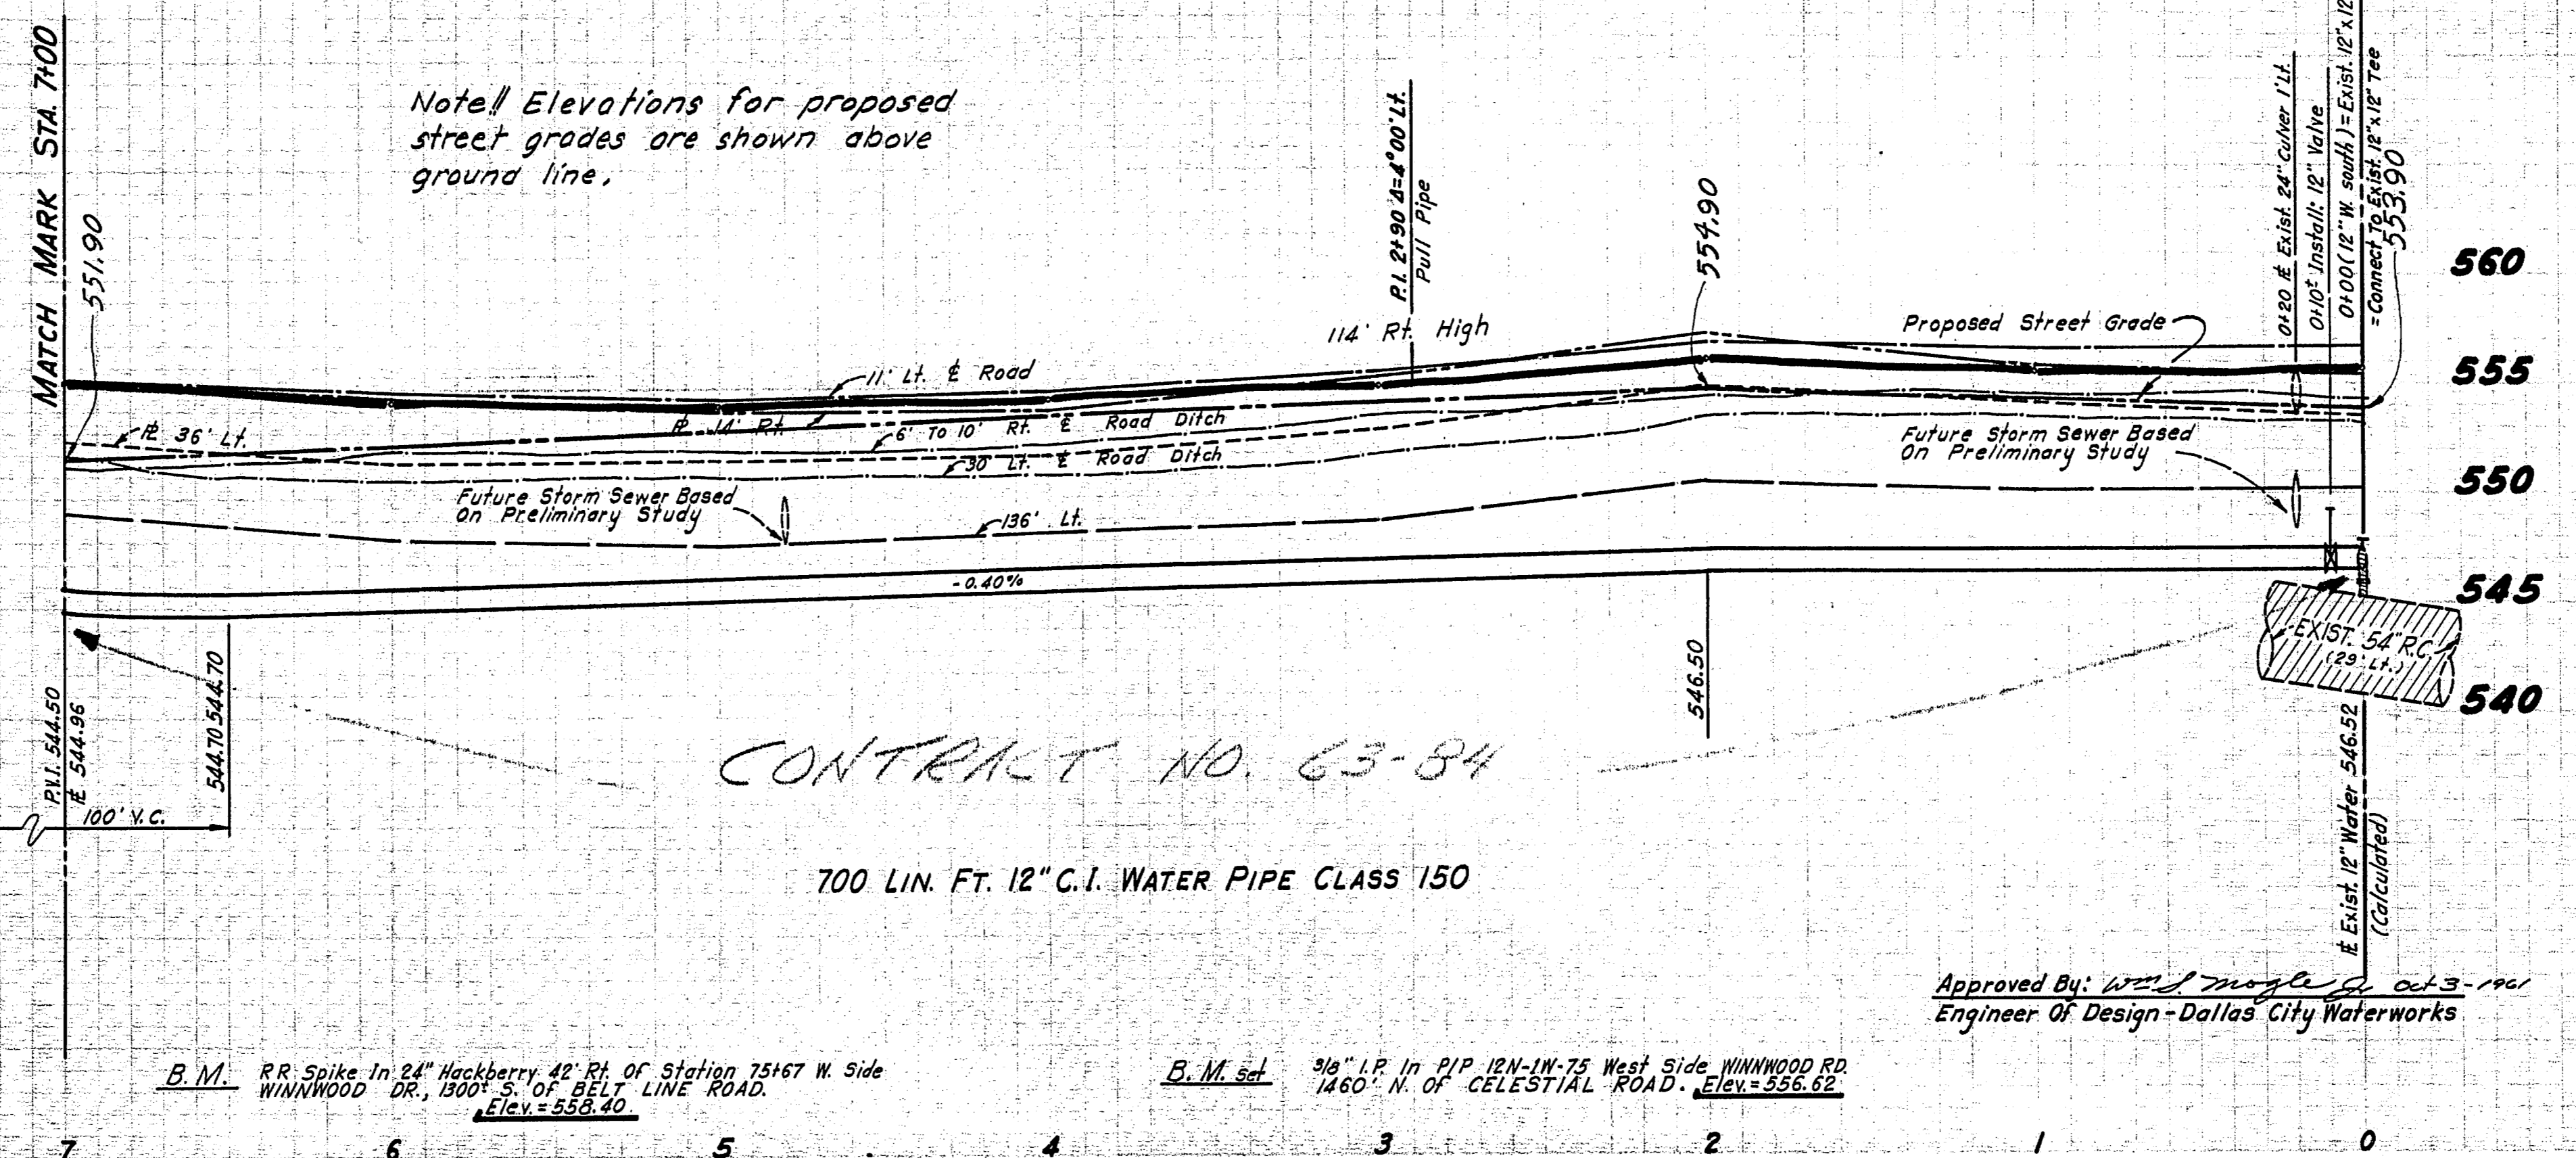 MATCH MARK STA. 7+00
551.90
Note!! Elevations for proposed
street grades are shown above
ground line.
P.I. 2+90 Δ=4°00' Lt.
Pull Pipe
114' Rt. High
554.90
Proposed Street Grade
0+20 ⅊ Exist. 24" Culver 1' Lt.
0+10± Install: 12" Valve
0+00 (12" W. south) = Exist. 12" x 12"
= Connect To Exist. 12" x 12" Tee
553.90
560
555
550
545
540
11' Lt. ⅊ Road
⅊ 36' Lt.
⅊ 14' Rt.
6' To 10' Rt. ⅊ Road Ditch
30' Lt. ⅊ Road Ditch
Future Storm Sewer Based
On Preliminary Study
Future Storm Sewer Based
On Preliminary Study
136' Lt.
-0.40%
EXIST. 54" R.C.
(29' Lt.)
P.V.I. 544.50
⅊ 544.96
544.70 544.70
100' V.C.
546.50
⅊ Exist. 12" Water 546.52
(Calculated)
CONTRACT NO. 63-84
700 LIN. FT. 12" C.I. WATER PIPE CLASS 150
Approved By: Wm S. Mogle Jr Oct 3-1961
Engineer Of Design-Dallas City Waterworks
B.M. RR. Spike In 24" Hackberry 42' Rt. Of Station 75+67 W. Side
WINNWOOD DR., 1300± S. OF BELT LINE ROAD.
Elev. = 558.40
B.M. set 3/8" I.P. In P/P 12N-1W-75 West Side WINNWOOD RD.
1460' N. OF CELESTIAL ROAD. Elev. = 556.62
7 6 5 4 3 2 1 0